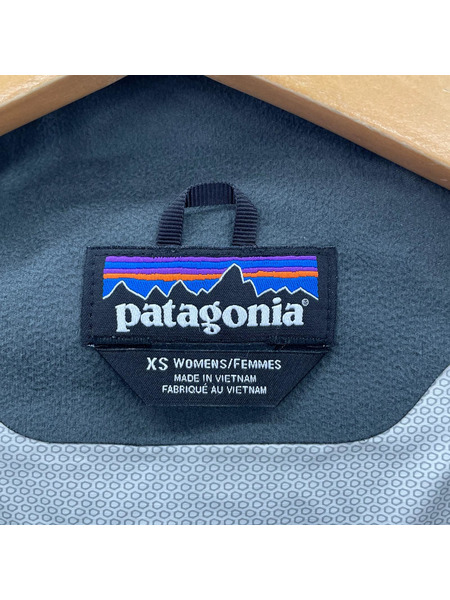 patagonia®
XS WOMENS/FEMMES
MADE IN VIETNAM
FABRIQUÉ AU VIETNAM